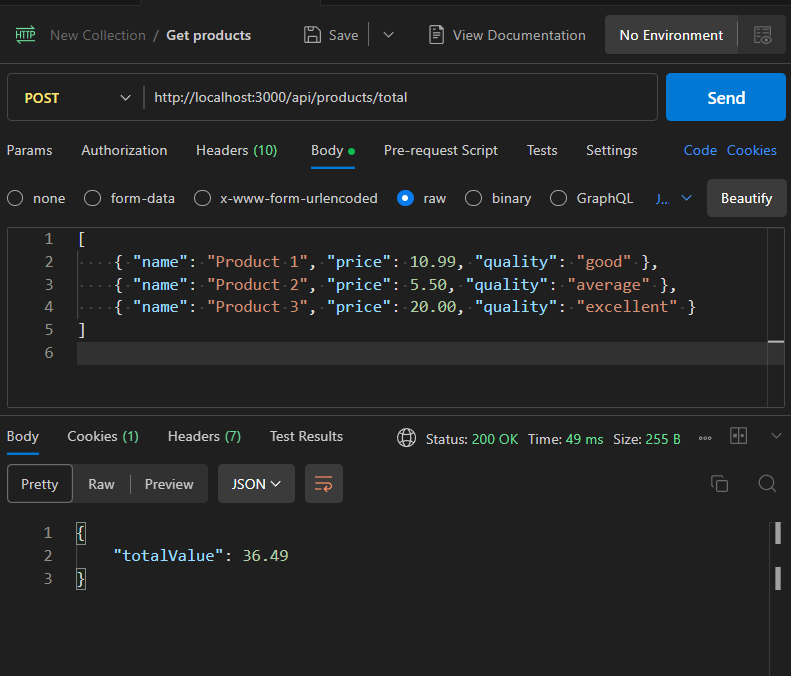 HTTP New Collection / Get products Save View Documentation No Environment
POST http://localhost:3000/api/products/total Send
Params Authorization Headers (10) Body Pre-request Script Tests Settings Code Cookies
none form-data x-www-form-urlencoded raw binary GraphQL J... Beautify
1 [
2 { "name": "Product 1", "price": 10.99, "quality": "good" },
3 { "name": "Product 2", "price": 5.50, "quality": "average" },
4 { "name": "Product 3", "price": 20.00, "quality": "excellent" }
5 ]
6
Body Cookies (1) Headers (7) Test Results Status: 200 OK Time: 49 ms Size: 255 B
Pretty Raw Preview JSON
1 {
2 "totalValue": 36.49
3 }